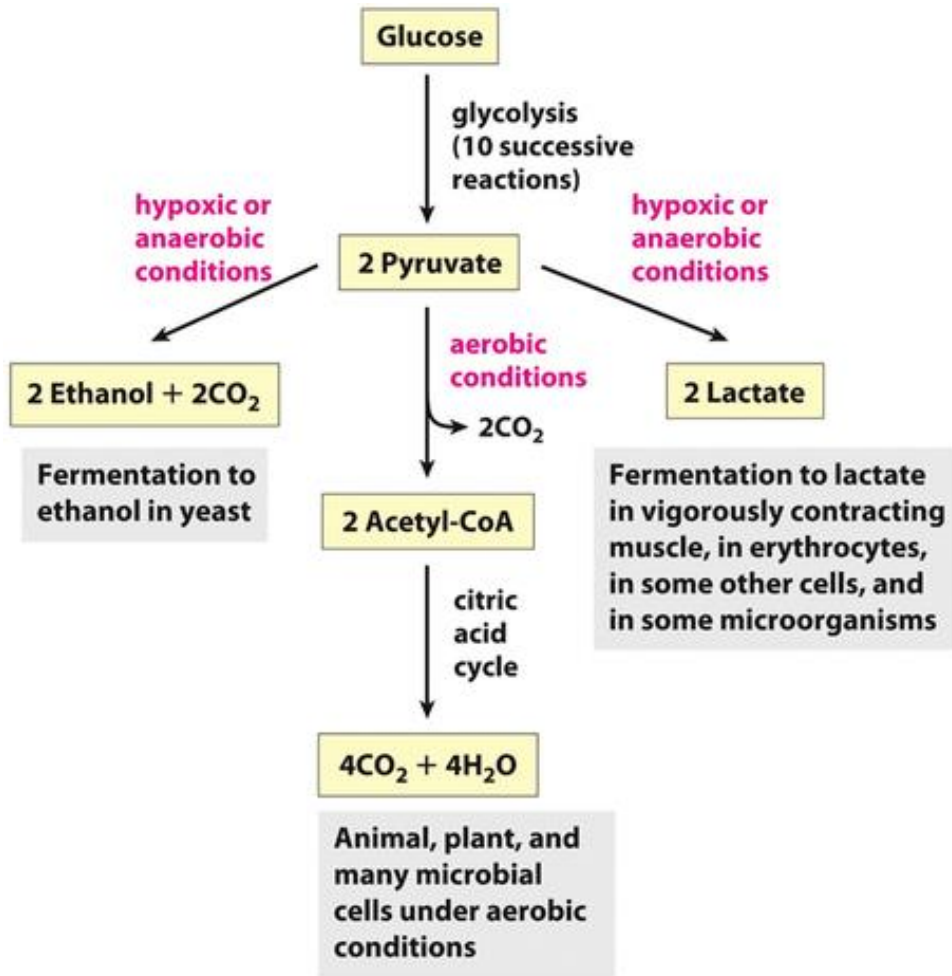 Glucose
glycolysis
(10 successive
reactions)
hypoxic or
anaerobic
conditions
2 Pyruvate
hypoxic or
anaerobic
conditions
2 Ethanol + 2CO₂
Fermentation to
ethanol in yeast
aerobic
conditions
2CO₂
2 Acetyl-CoA
2 Lactate
Fermentation to lactate
in vigorously contracting
muscle, in erythrocytes,
in some other cells, and
in some microorganisms
citric
acid
cycle
4CO₂ + 4H₂O
Animal, plant, and
many microbial
cells under aerobic
conditions